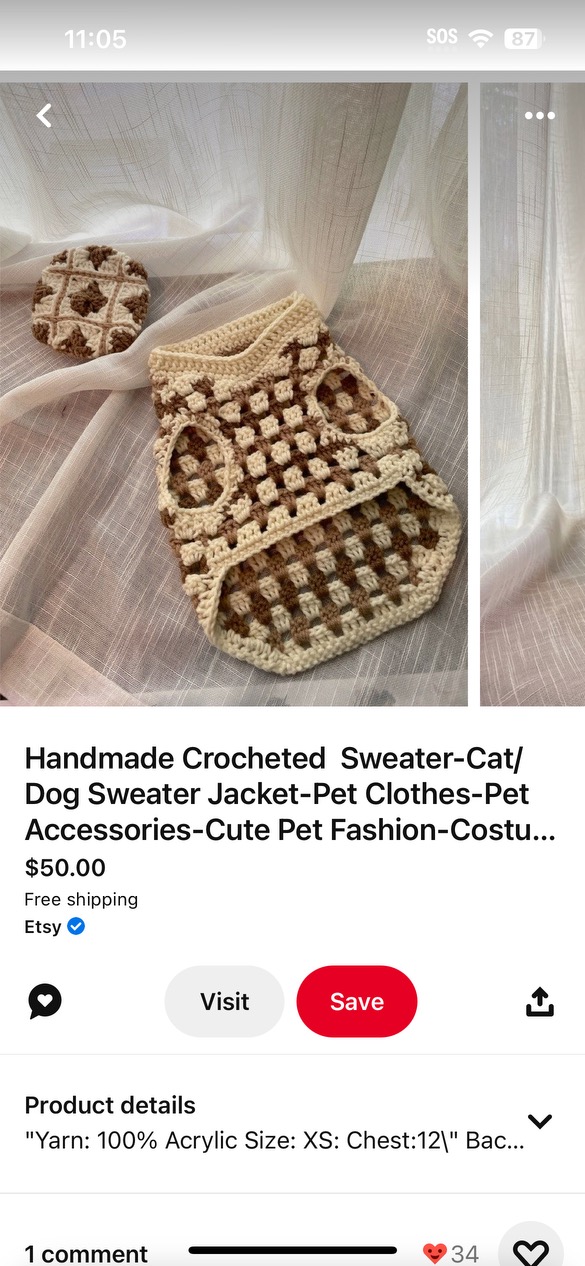 11:05 SOS 87
Handmade Crocheted  Sweater-Cat/
Dog Sweater Jacket-Pet Clothes-Pet
Accessories-Cute Pet Fashion-Costu...
$50.00
Free shipping
Etsy
Visit Save
Product details
"Yarn: 100% Acrylic Size: XS: Chest:12\" Bac...
1 comment 34